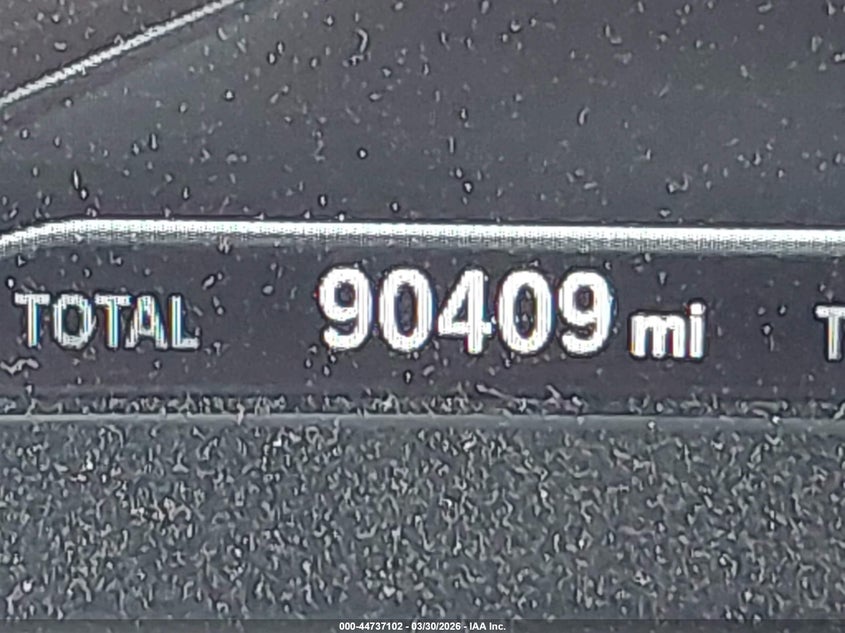 TOTAL 90409 mi T
000-44737102 - 03/30/2026 - IAA Inc.